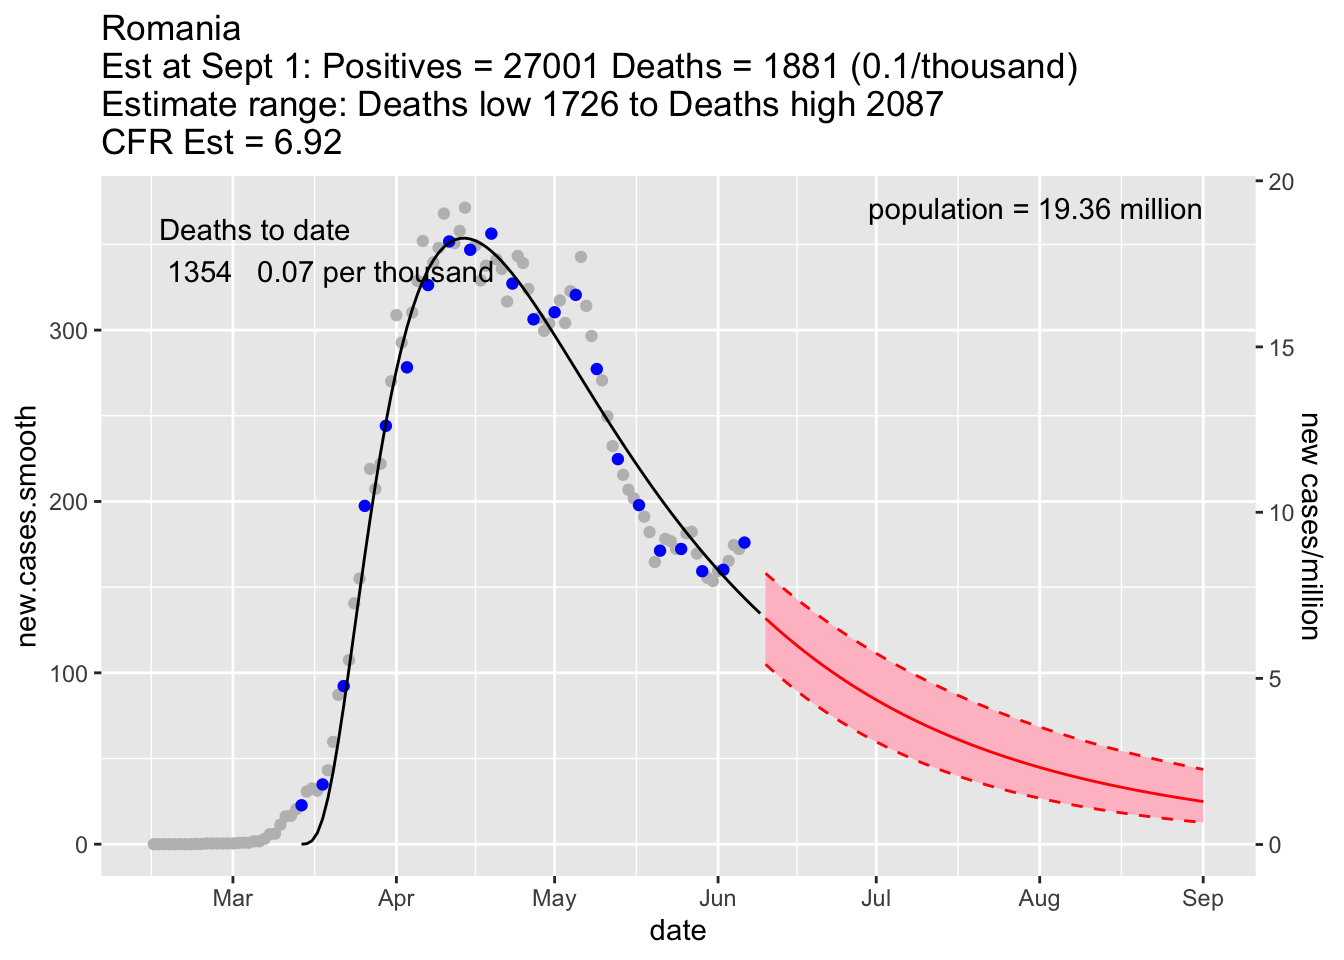 Romania
Est at Sept 1: Positives = 27001 Deaths = 1881 (0.1/thousand)
Estimate range: Deaths low 1726 to Deaths high 2087
CFR Est = 6.92
Deaths to date
1354 0.07 per thousand
population = 19.36 million
new.cases.smooth
300
200
100
0
20
15
10
5
0
new cases/million
Mar Apr May Jun Jul Aug Sep
date